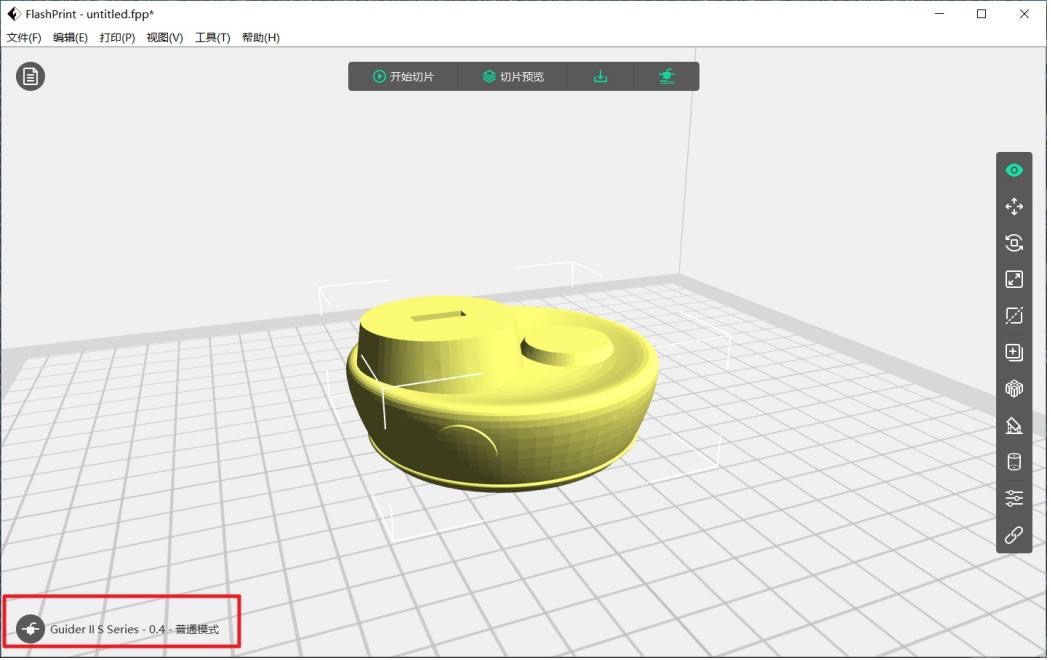 FlashPrint - untitled.fpp*
文件(F) 编辑(E) 打印(P) 视图(V) 工具(T) 帮助(H)
开始切片 切片预览
Guider II S Series - 0.4 - 普通模式